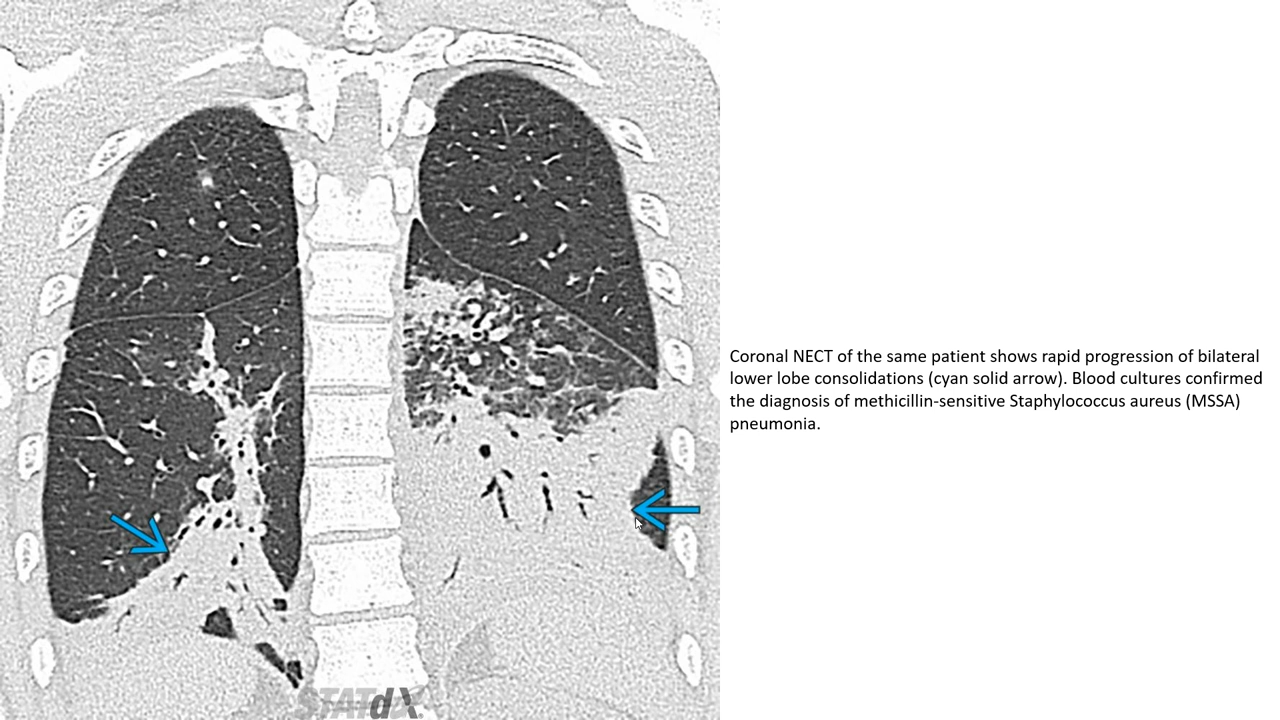 Coronal NECT of the same patient shows rapid progression of bilateral
lower lobe consolidations (cyan solid arrow). Blood cultures confirmed
the diagnosis of methicillin-sensitive Staphylococcus aureus (MSSA)
pneumonia.
STATdX